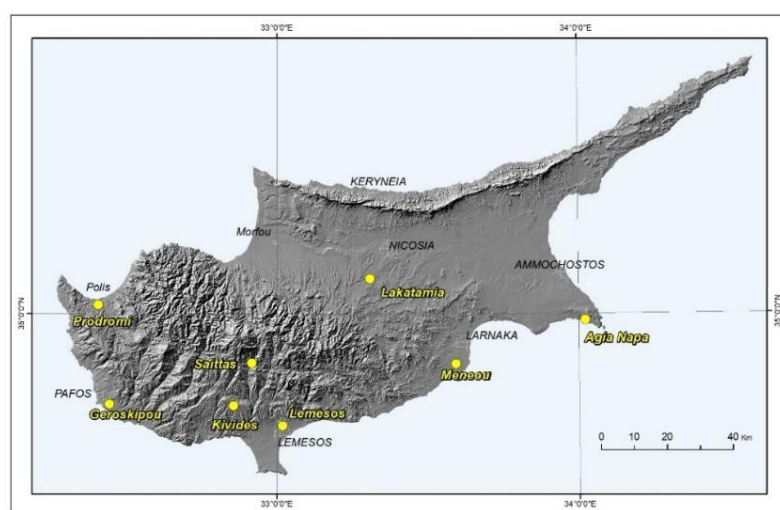 33°0'0"E
34°0'0"E
KERYNEIA
Morfou
NICOSIA
AMMOCHOSTOS
Polis
Lakatamia
Prodromi
35°0'0"N
35°0'0"N
LARNAKA
Agia Napa
Saittas
Meneou
PAFOS
Geroskipou
Kivides
Lemesos
LEMESOS
0 10 20 30 40 Km
33°0'0"E
34°0'0"E